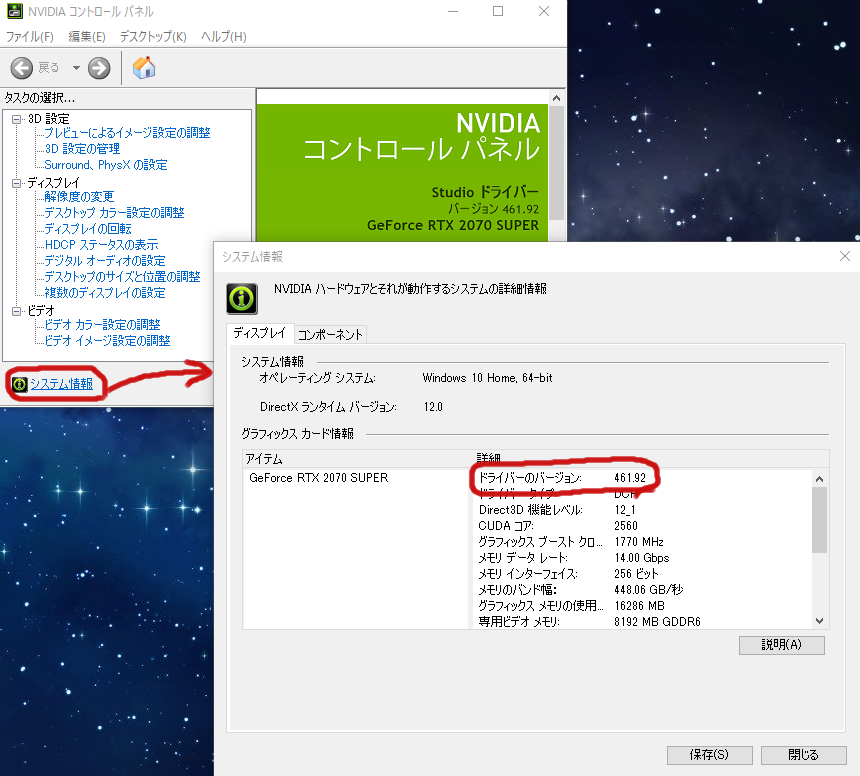 NVIDIA コントロール パネル
ファイル(F) 編集(E) デスクトップ(K) ヘルプ(H)
戻る
タスクの選択...
3D 設定
プレビューによるイメージ設定の調整
3D 設定の管理
Surround、PhysX の設定
ディスプレイ
解像度の変更
デスクトップ カラー設定の調整
ディスプレイの回転
HDCP ステータスの表示
デジタル オーディオの設定
デスクトップのサイズと位置の調整
複数のディスプレイの設定
ビデオ
ビデオ カラー設定の調整
ビデオ イメージ設定の調整
システム情報
NVIDIA
コントロール パネル
Studio ドライバー
バージョン 461.92
GeForce RTX 2070 SUPER
システム情報
NVIDIA ハードウェアとそれが動作するシステムの詳細情報
ディスプレイ コンポーネント
システム情報
オペレーティング システム: Windows 10 Home, 64-bit
DirectX ランタイム バージョン: 12.0
グラフィックス カード情報
アイテム 詳細
GeForce RTX 2070 SUPER ドライバーのバージョン: 461.92
ドライバー タイプ: DCH
Direct3D 機能レベル: 12_1
CUDA コア: 2560
グラフィックス ブースト クロ... 1770 MHz
メモリ データ レート: 14.00 Gbps
メモリ インターフェイス: 256 ビット
メモリのバンド幅: 448.06 GB/秒
グラフィックス メモリの使用... 16286 MB
専用ビデオ メモリ: 8192 MB GDDR6
説明(A)
保存(S) 閉じる